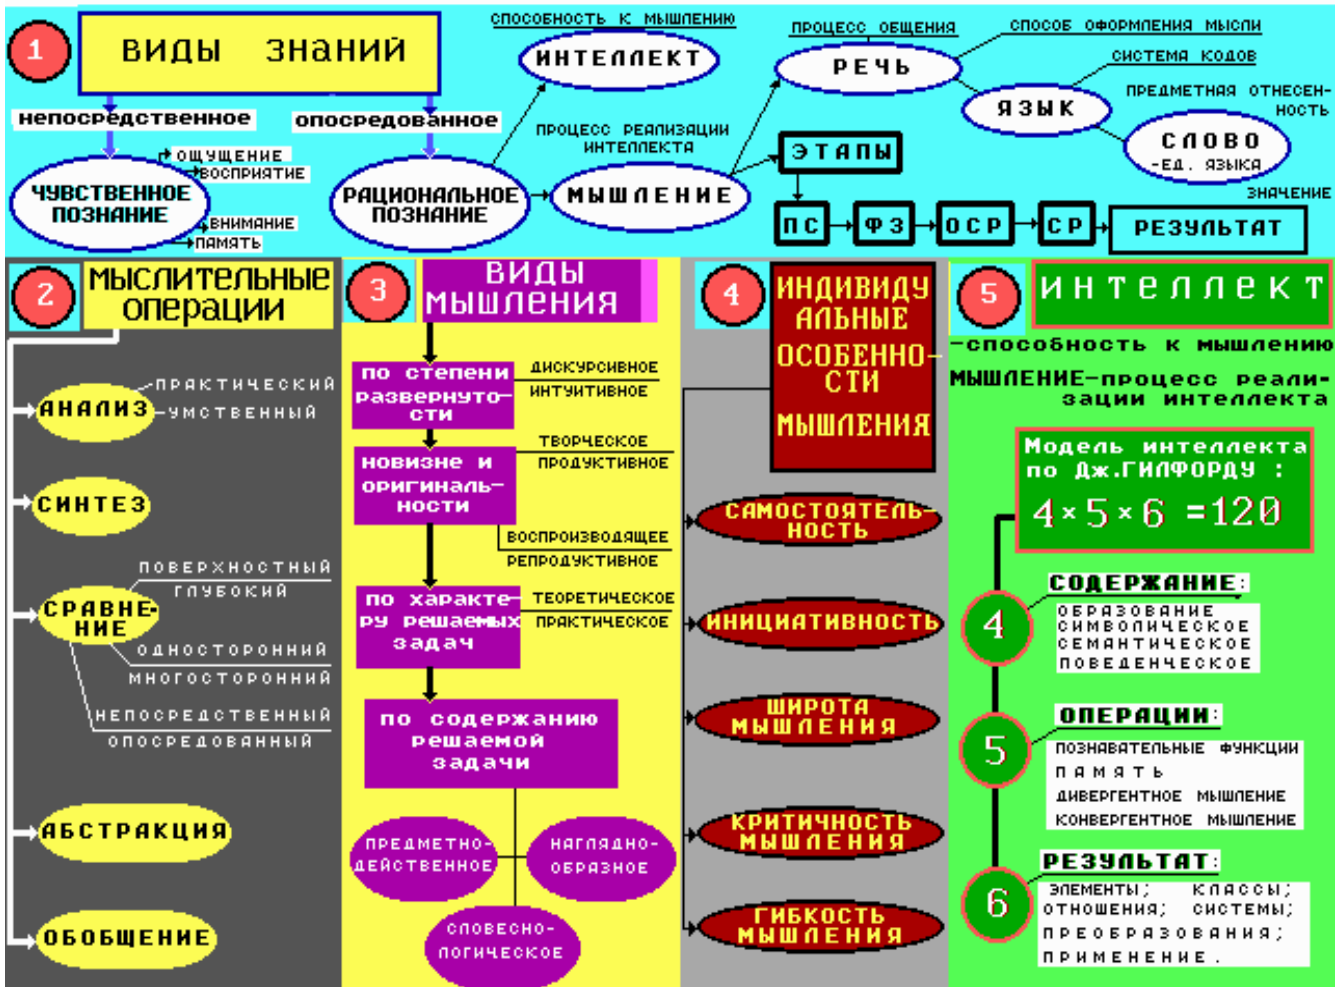 1
ВИДЫ ЗНАНИЙ
непосредственное
опосредованное
ЧУВСТВЕННОЕ
ПОЗНАНИЕ
ОЩУЩЕНИЕ
ВОСПРИЯТИЕ
ВНИМАНИЕ
ПАМЯТЬ
РАЦИОНАЛЬНОЕ
ПОЗНАНИЕ
СПОСОБНОСТЬ К МЫШЛЕНИЮ
ИНТЕЛЛЕКТ
ПРОЦЕСС РЕАЛИЗАЦИИ
ИНТЕЛЛЕКТА
МЫШЛЕНИЕ
ПРОЦЕСС ОБЩЕНИЯ
РЕЧЬ
СПОСОБ ОФОРМЛЕНИЯ МЫСЛИ
СИСТЕМА КОДОВ
ЯЗЫК
ПРЕДМЕТНАЯ ОТНЕСЕН-
НОСТЬ
СЛОВО
-ЕД. ЯЗЫКА
ЗНАЧЕНИЕ
ЭТАПЫ
ПС
ФЗ
ОСР
СР
РЕЗУЛЬТАТ
2
МЫСЛИТЕЛЬНЫЕ
ОПЕРАЦИИ
АНАЛИЗ
ПРАКТИЧЕСКИЙ
УМСТВЕННЫЙ
СИНТЕЗ
СРАВНЕ-
НИЕ
ПОВЕРХНОСТНЫЙ
ГЛУБОКИЙ
ОДНОСТОРОННИЙ
МНОГОСТОРОННИЙ
НЕПОСРЕДСТВЕННЫЙ
ОПОСРЕДОВАННЫЙ
АБСТРАКЦИЯ
ОБОБЩЕНИЕ
3
ВИДЫ
МЫШЛЕНИЯ
по степени
развернуто-
сти
ДИСКУРСИВНОЕ
ИНТУИТИВНОЕ
новизне и
оригиналь-
ности
ТВОРЧЕСКОЕ
ПРОДУКТИВНОЕ
ВОСПРОИЗВОДЯЩЕЕ
РЕПРОДУКТИВНОЕ
по характе-
ру решаемых
задач
ТЕОРЕТИЧЕСКОЕ
ПРАКТИЧЕСКОЕ
по содержанию
решаемой
задачи
ПРЕДМЕТНО-
ДЕЙСТВЕННОЕ
НАГЛЯДНО-
ОБРАЗНОЕ
СЛОВЕСНО-
ЛОГИЧЕСКОЕ
4
ИНДИВИДУ
АЛЬНЫЕ
ОСОБЕННО-
СТИ
МЫШЛЕНИЯ
САМОСТОЯТЕЛЬ-
НОСТЬ
ИНИЦИАТИВНОСТЬ
ШИРОТА
МЫШЛЕНИЯ
КРИТИЧНОСТЬ
МЫШЛЕНИЯ
ГИБКОСТЬ
МЫШЛЕНИЯ
5
ИНТЕЛЛЕКТ
-способность к мышлению
МЫШЛЕНИЕ-процесс реали-
зации интеллекта
Модель интеллекта
по Дж.ГИЛФОРДУ :
4×5×6 =120
4
СОДЕРЖАНИЕ:
ОБРАЗОВАНИЕ
СИМВОЛИЧЕСКОЕ
СЕМАНТИЧЕСКОЕ
ПОВЕДЕНЧЕСКОЕ
5
ОПЕРАЦИИ:
ПОЗНАВАТЕЛЬНЫЕ ФУНКЦИИ
ПАМЯТЬ
ДИВЕРГЕНТНОЕ МЫШЛЕНИЕ
КОНВЕРГЕНТНОЕ МЫШЛЕНИЕ
6
РЕЗУЛЬТАТ:
ЭЛЕМЕНТЫ; КЛАССЫ;
ОТНОШЕНИЯ; СИСТЕМЫ;
ПРЕОБРАЗОВАНИЯ;
ПРИМЕНЕНИЕ.